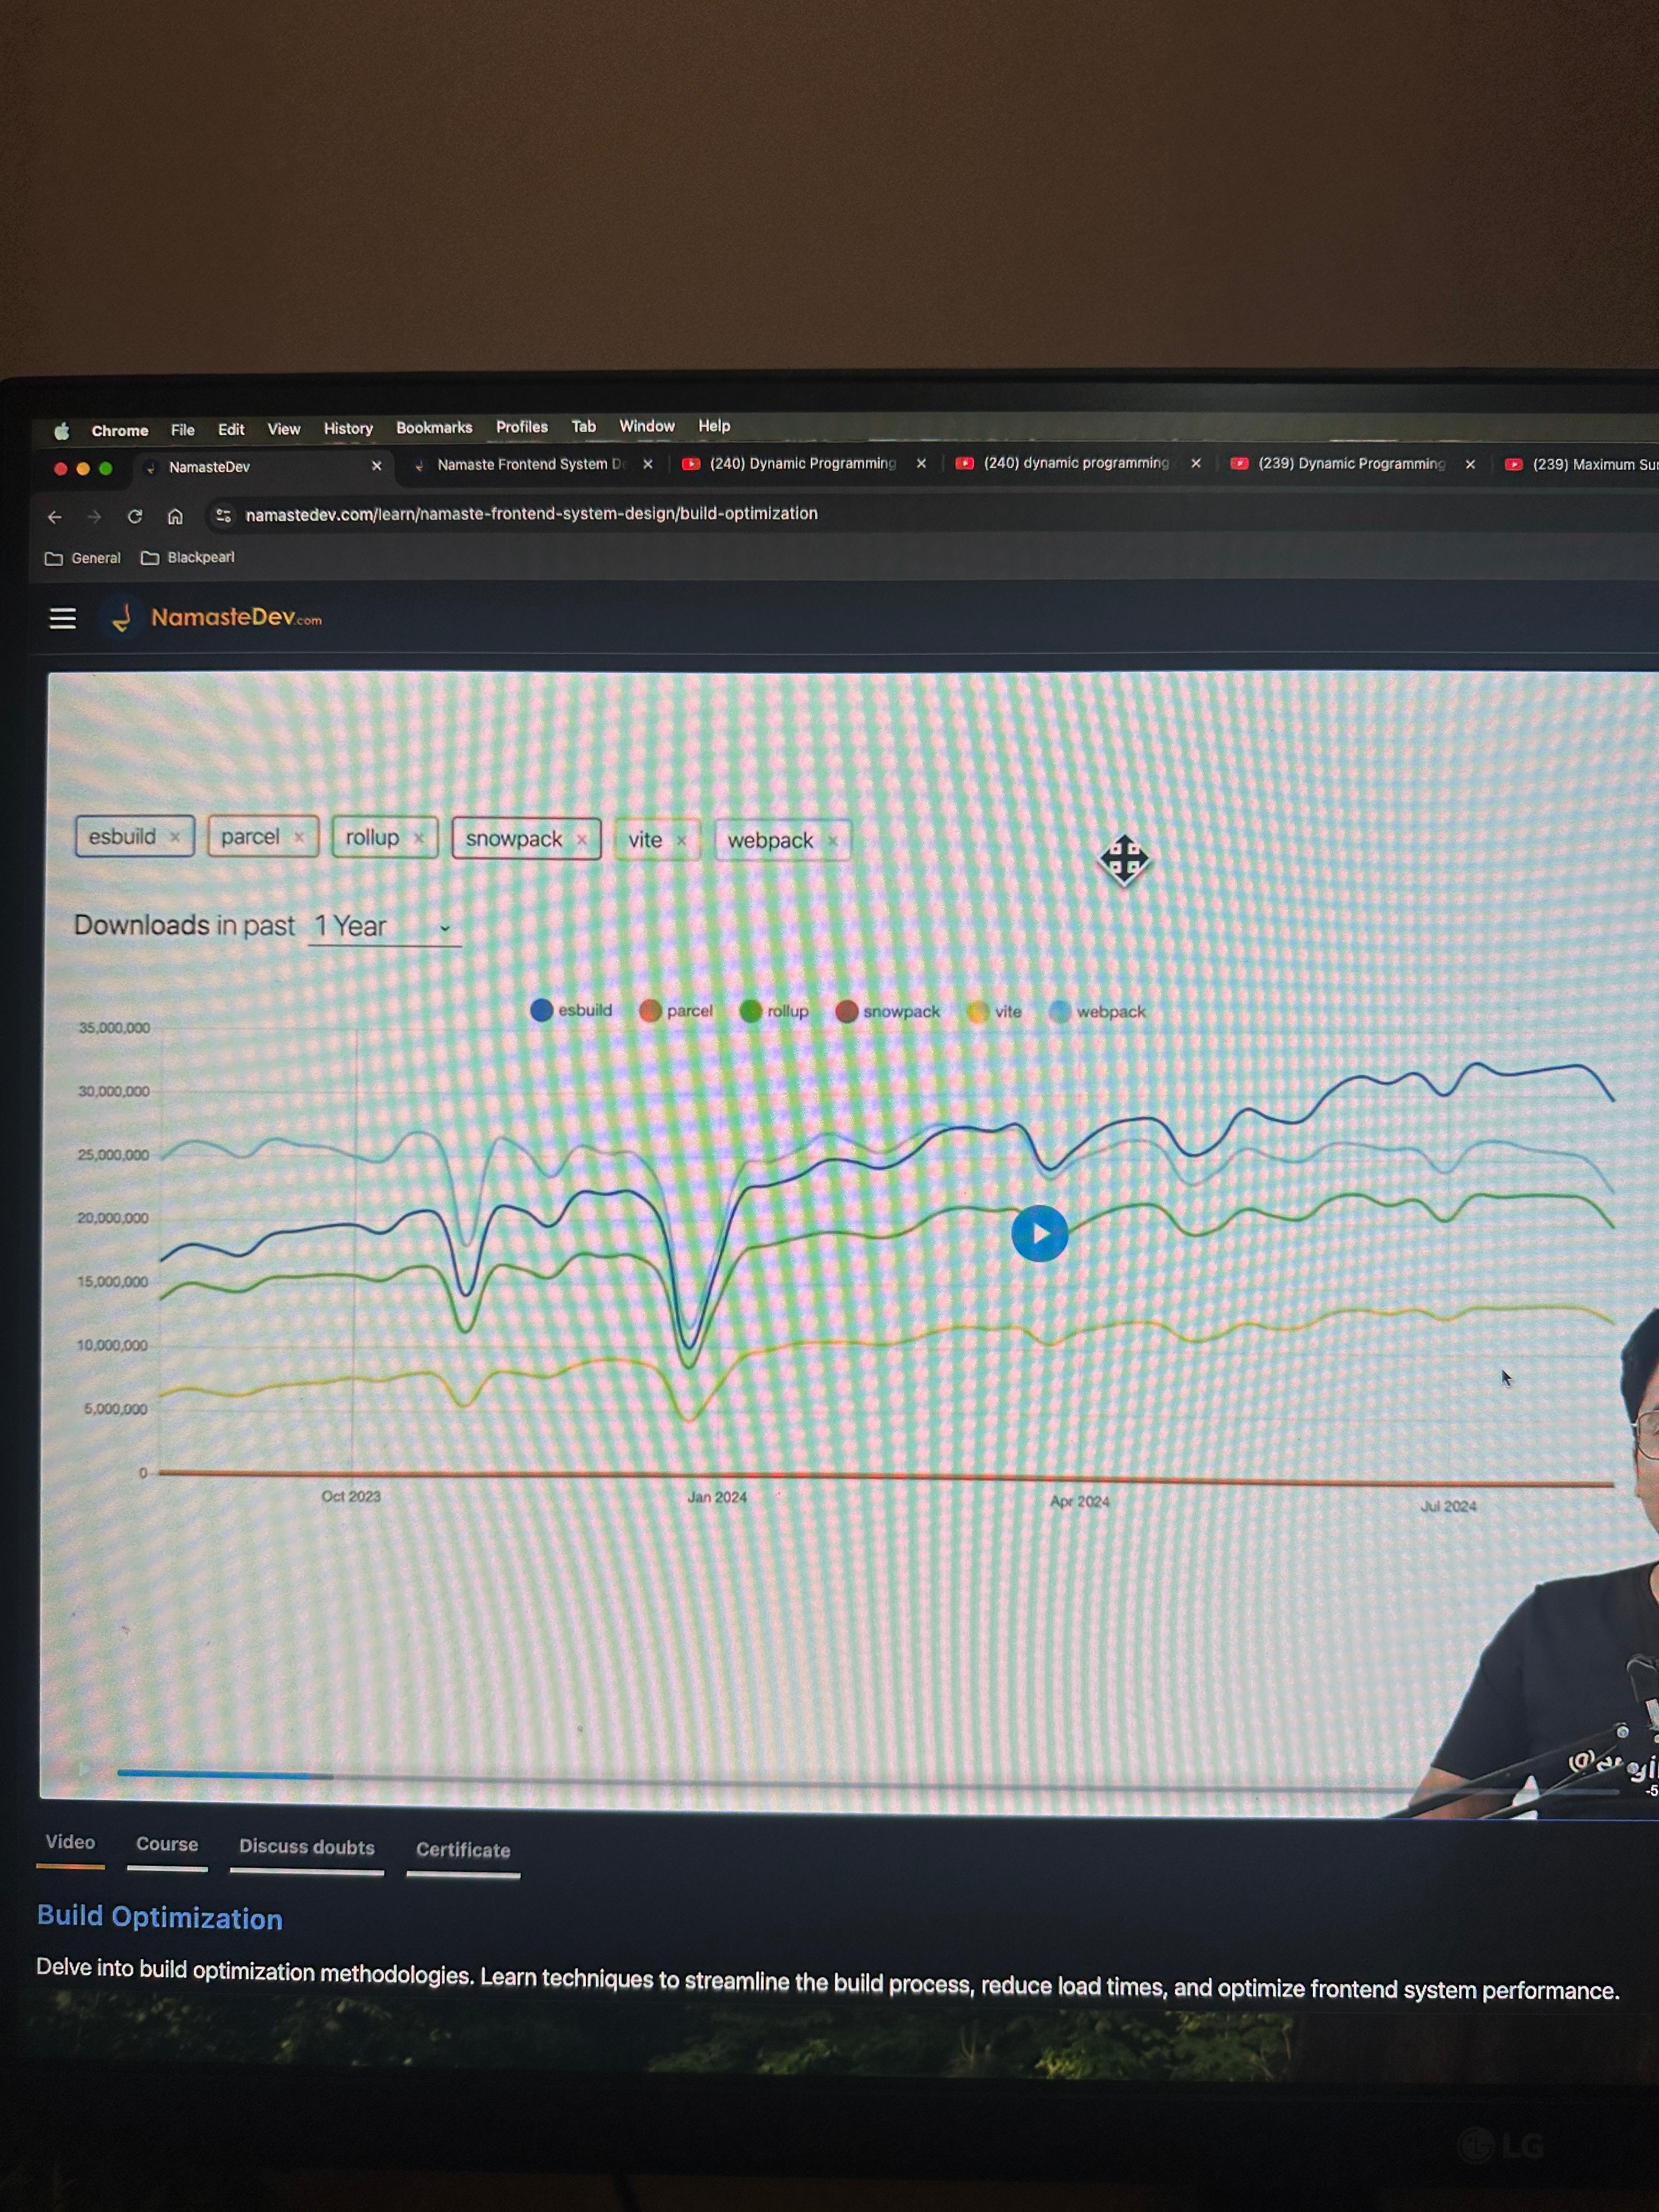 Chrome File Edit View History Bookmarks Profiles Tab Window Help
NamasteDev × Namaste Frontend System D × (240) Dynamic Programming × (240) dynamic programming × (239) Dynamic Programming × (239) Maximum Su
namastedev.com/learn/namaste-frontend-system-design/build-optimization
General Blackpearl
NamasteDev.com
esbuild × parcel × rollup × snowpack × vite × webpack ×
Downloads in past 1 Year
esbuild parcel rollup snowpack vite webpack
35,000,000
30,000,000
25,000,000
20,000,000
15,000,000
10,000,000
5,000,000
0
Oct 2023 Jan 2024 Apr 2024 Jul 2024
-5
Video Course Discuss doubts Certificate
Build Optimization
Delve into build optimization methodologies. Learn techniques to streamline the build process, reduce load times, and optimize frontend system performance.
LG